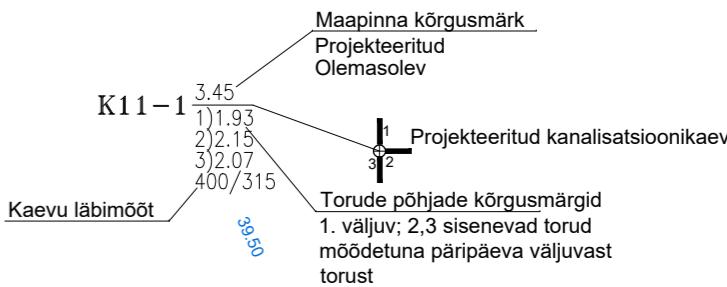 Maapinna kõrgusmärk
Projekteeritud
Olemasolev
K11-1
3.45
1)1.93
2)2.15
3)2.07
400/315
1
3 2
Projekteeritud kanalisatsioonikaev
Kaevu läbimõõt
39.50
Torude põhjade kõrgusmärgid
1. väljuv; 2,3 sisenevad torud
mõõdetuna päripäeva väljuvast
torust